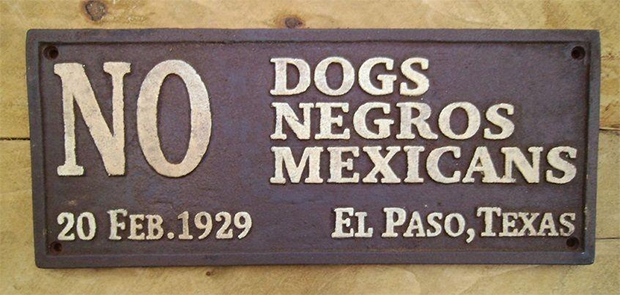 NO
DOGS
NEGROS
MEXICANS
20 FEB.1929
EL PASO, TEXAS